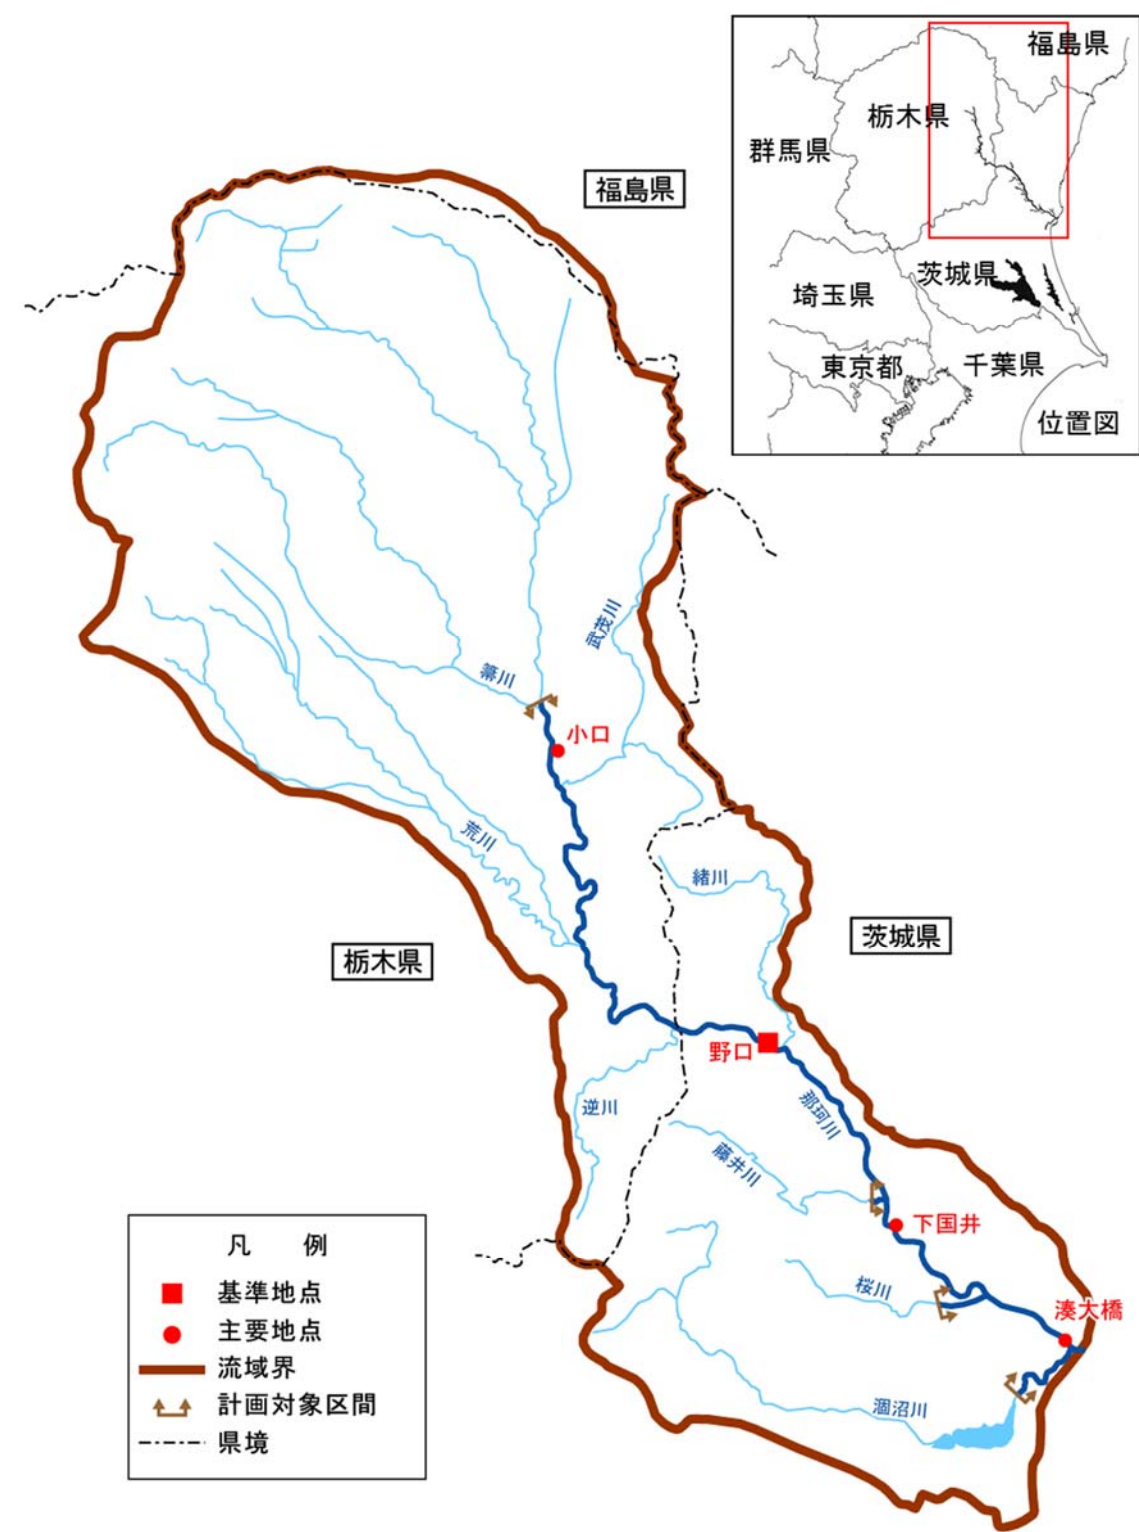 福島県
栃木県
群馬県
茨城県
埼玉県
東京都
千葉県
位置図
福島県
武茂川
箒川
小口
荒川
緒川
茨城県
栃木県
野口
逆川
那珂川
藤井川
下国井
桜川
湊大橋
涸沼川
凡 例
基準地点
主要地点
流域界
計画対象区間
県境